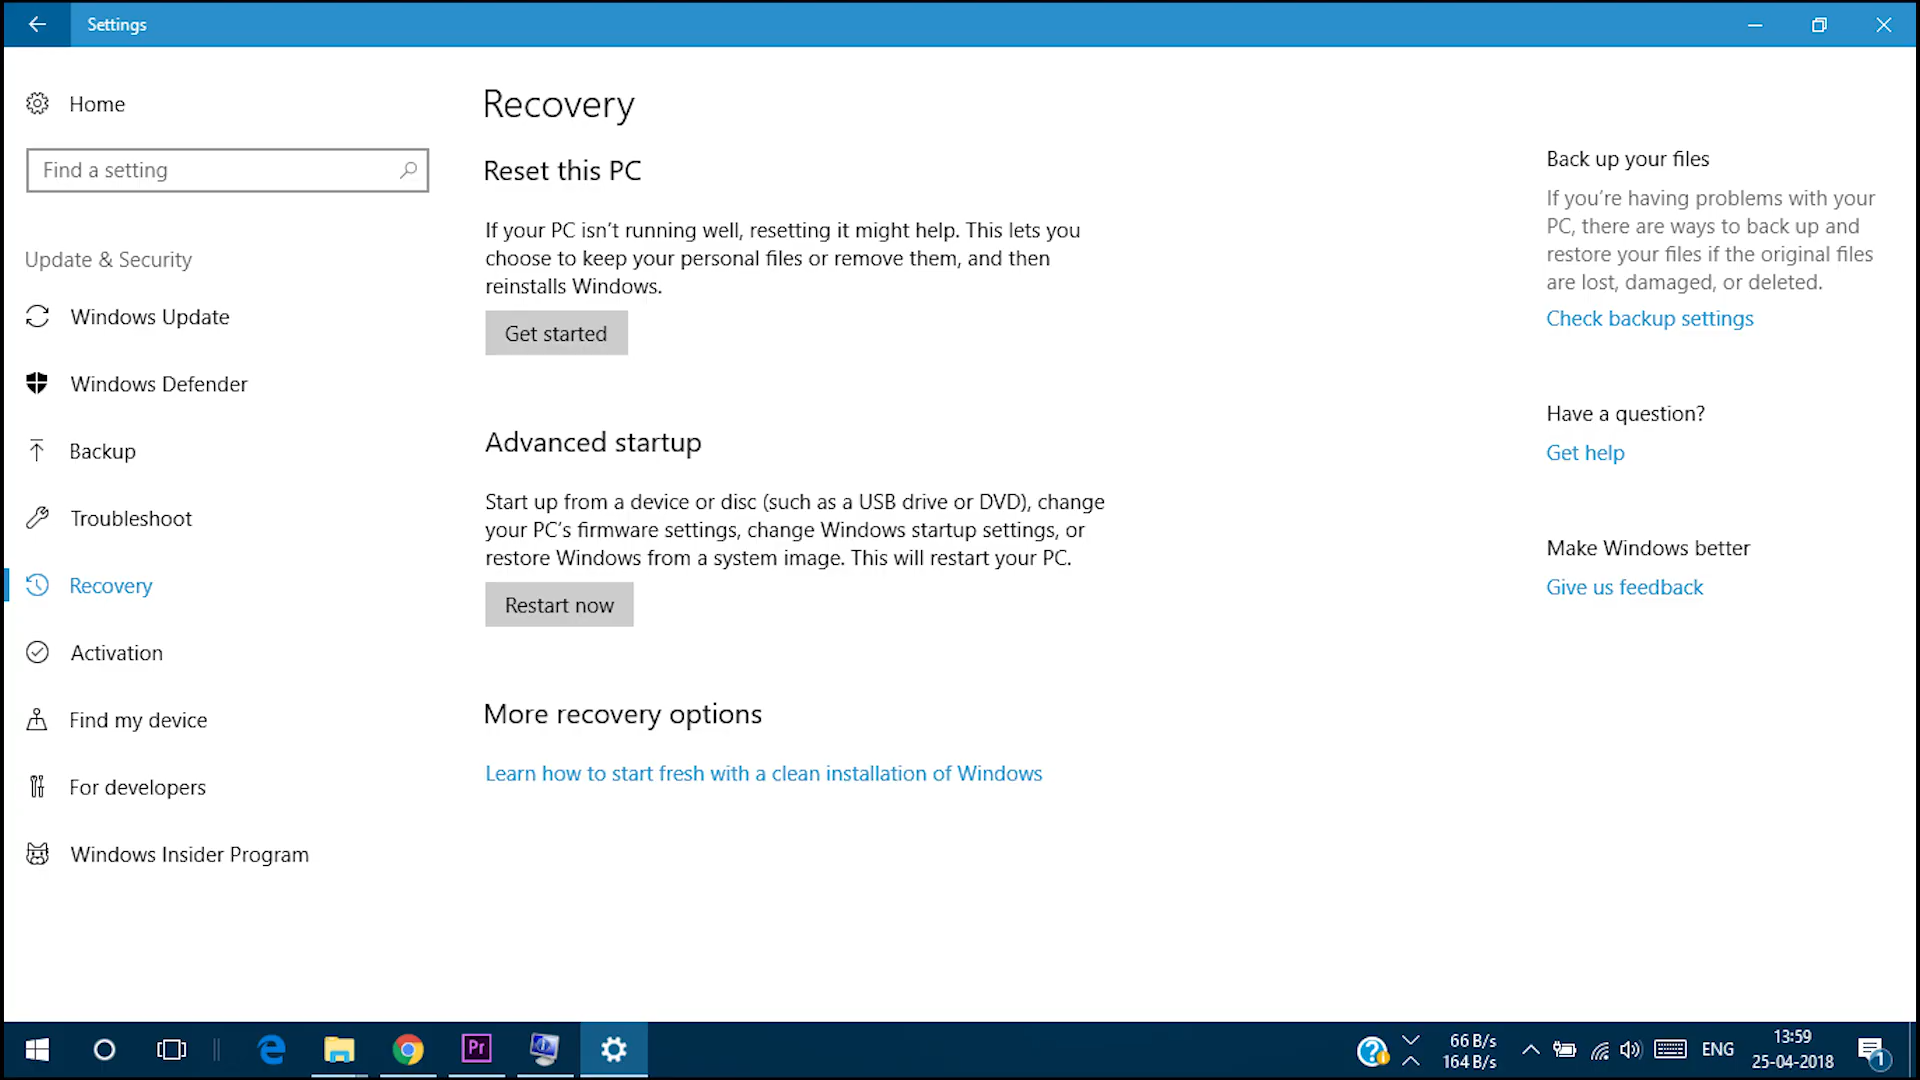 Settings
Home
Find a setting
Update & Security
Windows Update
Windows Defender
Backup
Troubleshoot
Recovery
Activation
Find my device
For developers
Windows Insider Program
Recovery
Reset this PC
If your PC isn't running well, resetting it might help. This lets you
choose to keep your personal files or remove them, and then
reinstalls Windows.
Get started
Advanced startup
Start up from a device or disc (such as a USB drive or DVD), change
your PC's firmware settings, change Windows startup settings, or
restore Windows from a system image. This will restart your PC.
Restart now
More recovery options
Learn how to start fresh with a clean installation of Windows
Back up your files
If you're having problems with your
PC, there are ways to back up and
restore your files if the original files
are lost, damaged, or deleted.
Check backup settings
Have a question?
Get help
Make Windows better
Give us feedback
Pr
66 B/s
164 B/s
ENG
13:59
25-04-2018
1